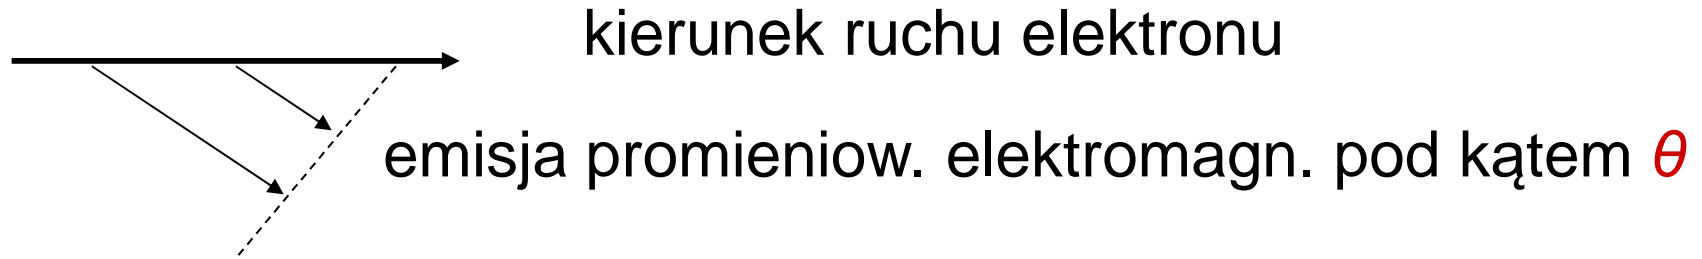 kierunek ruchu elektronu
emisja promieniow. elektromagn. pod kątem θ